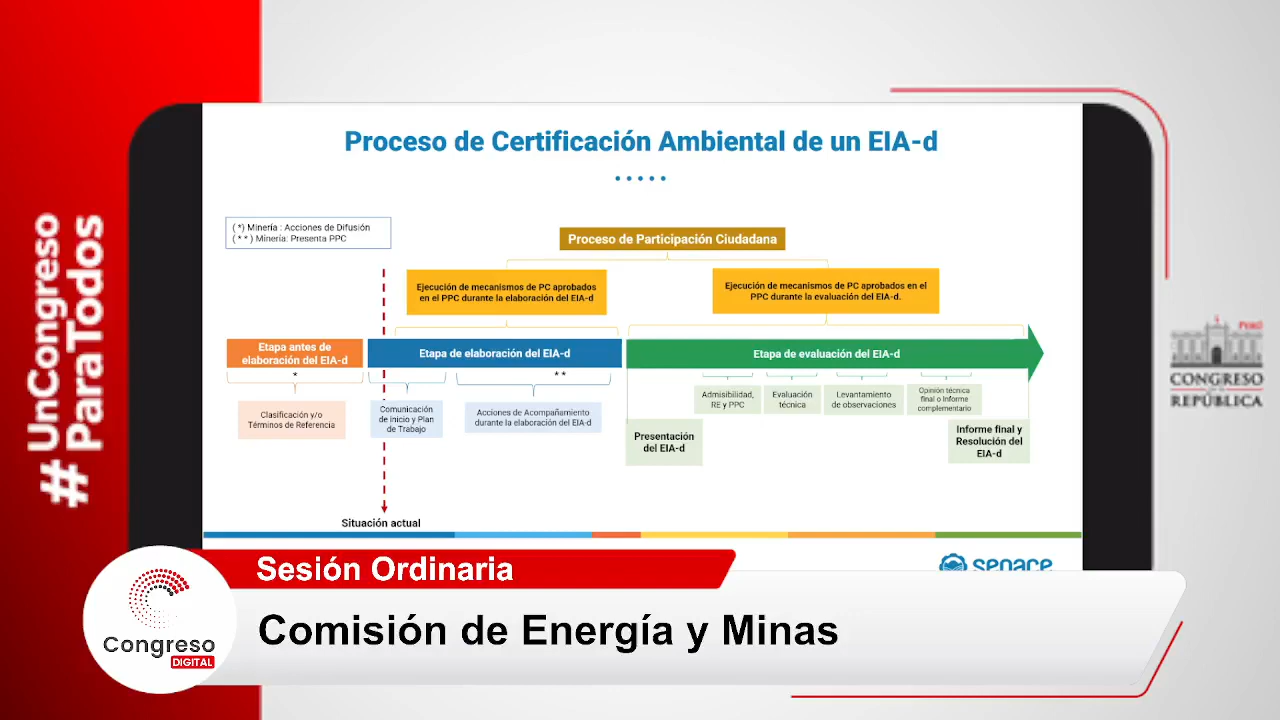 Proceso de Certificación Ambiental de un EIA-d
( *) Minería : Acciones de Difusión
( * * ) Minería: Presenta PPC
Proceso de Participación Ciudadana
Ejecución de mecanismos de PC aprobados
en el PPC durante la elaboración del EIA-d
Ejecución de mecanismos de PC aprobados en el
PPC durante la evaluación del EIA-d.
Etapa antes de
elaboración del EIA-d
Etapa de elaboración del EIA-d
Etapa de evaluación del EIA-d
*
* *
Clasificación y/o
Términos de Referencia
Comunicación
de Inicio y Plan
de Trabajo
Acciones de Acompañamiento
durante la elaboración del EIA-d
Admisibilidad,
RE y PPC
Evaluación
técnica
Levantamiento
de observaciones
Opinión técnica
final o Informe
complementario
Presentación
del EIA-d
Informe final y
Resolución del
EIA-d
Situación actual
senace
#UnCongreso
ParaTodos
Perú
CONGRESO
REPÚBLICA
Sesión Ordinaria
Comisión de Energía y Minas
Congreso
DIGITAL